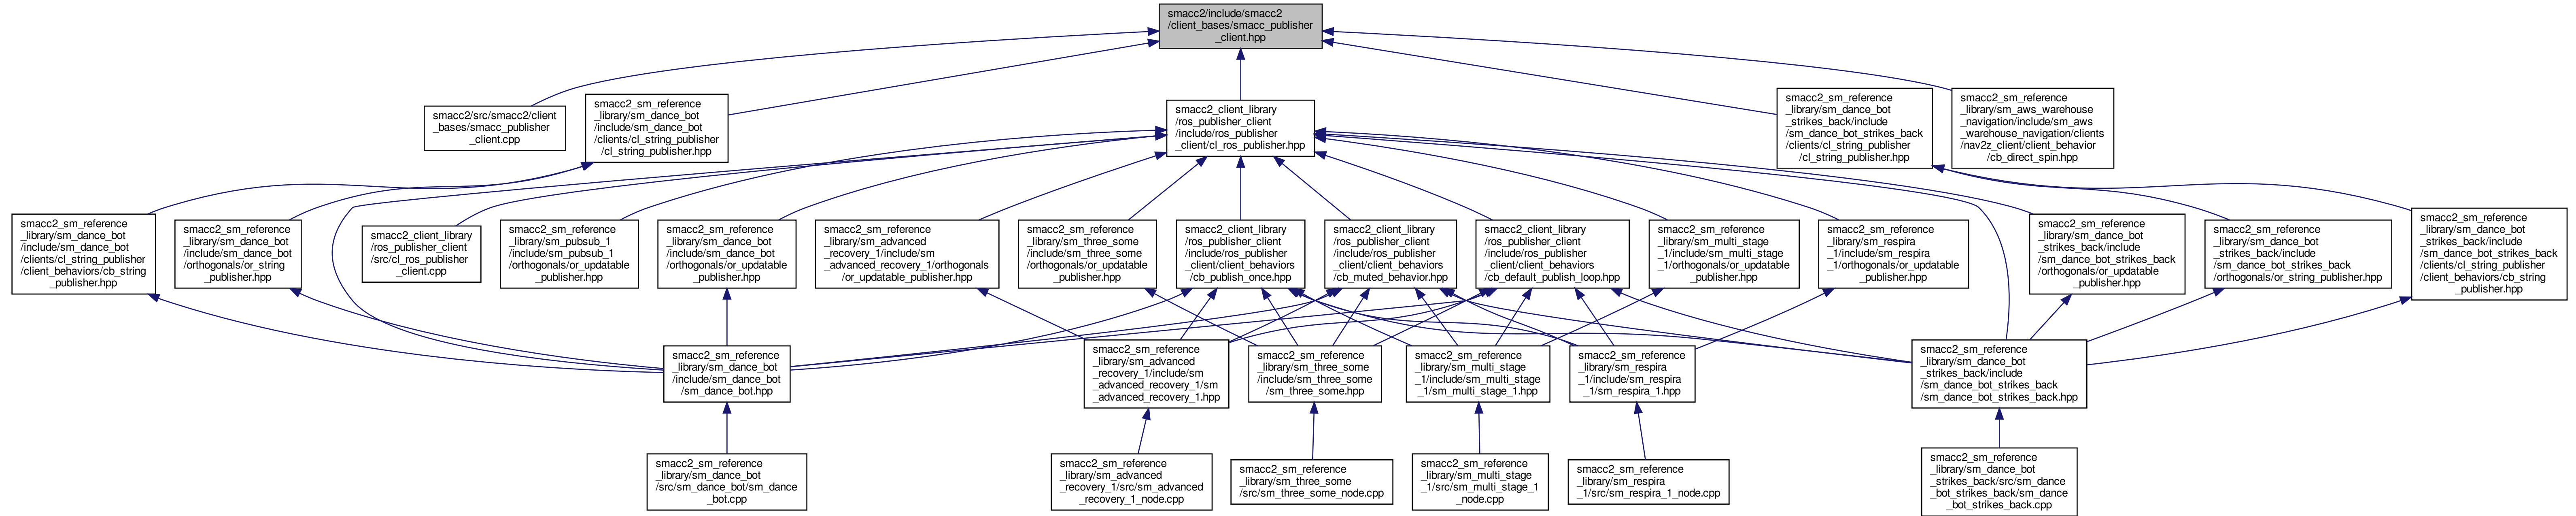 smacc2/include/smacc2
/client_bases/smacc_publisher
_client.hpp
smacc2/src/smacc2/client
_bases/smacc_publisher
_client.cpp
smacc2_sm_reference
_library/sm_dance_bot
/include/sm_dance_bot
/clients/cl_string_publisher
/cl_string_publisher.hpp
smacc2_client_library
/ros_publisher_client
/include/ros_publisher
_client/cl_ros_publisher.hpp
smacc2_sm_reference
_library/sm_dance_bot
_strikes_back/include
/sm_dance_bot_strikes_back
/clients/cl_string_publisher
/cl_string_publisher.hpp
smacc2_sm_reference
_library/sm_aws_warehouse
_navigation/include/sm_aws
_warehouse_navigation/clients
/nav2z_client/client_behavior
/cb_direct_spin.hpp
smacc2_sm_reference
_library/sm_dance_bot
/include/sm_dance_bot
/clients/cl_string_publisher
/client_behaviors/cb_string
_publisher.hpp
smacc2_sm_reference
_library/sm_dance_bot
/include/sm_dance_bot
/orthogonals/or_string
_publisher.hpp
smacc2_client_library
/ros_publisher_client
/src/cl_ros_publisher
_client.cpp
smacc2_sm_reference
_library/sm_pubsub_1
/include/sm_pubsub_1
/orthogonals/or_updatable
_publisher.hpp
smacc2_sm_reference
_library/sm_dance_bot
/include/sm_dance_bot
/orthogonals/or_updatable
_publisher.hpp
smacc2_sm_reference
_library/sm_advanced
_recovery_1/include/sm
_advanced_recovery_1/orthogonals
/or_updatable_publisher.hpp
smacc2_sm_reference
_library/sm_three_some
/include/sm_three_some
/orthogonals/or_updatable
_publisher.hpp
smacc2_client_library
/ros_publisher_client
/include/ros_publisher
_client/client_behaviors
/cb_publish_once.hpp
smacc2_client_library
/ros_publisher_client
/include/ros_publisher
_client/client_behaviors
/cb_muted_behavior.hpp
smacc2_client_library
/ros_publisher_client
/include/ros_publisher
_client/client_behaviors
/cb_default_publish_loop.hpp
smacc2_sm_reference
_library/sm_multi_stage
_1/include/sm_multi_stage
_1/orthogonals/or_updatable
_publisher.hpp
smacc2_sm_reference
_library/sm_respira
_1/include/sm_respira
_1/orthogonals/or_updatable
_publisher.hpp
smacc2_sm_reference
_library/sm_dance_bot
_strikes_back/include
/sm_dance_bot_strikes_back
/orthogonals/or_updatable
_publisher.hpp
smacc2_sm_reference
_library/sm_dance_bot
_strikes_back/include
/sm_dance_bot_strikes_back
/orthogonals/or_string_publisher.hpp
smacc2_sm_reference
_library/sm_dance_bot
_strikes_back/include
/sm_dance_bot_strikes_back
/clients/cl_string_publisher
/client_behaviors/cb_string
_publisher.hpp
smacc2_sm_reference
_library/sm_dance_bot
/include/sm_dance_bot
/sm_dance_bot.hpp
smacc2_sm_reference
_library/sm_advanced
_recovery_1/include/sm
_advanced_recovery_1/sm
_advanced_recovery_1.hpp
smacc2_sm_reference
_library/sm_three_some
/include/sm_three_some
/sm_three_some.hpp
smacc2_sm_reference
_library/sm_multi_stage
_1/include/sm_multi_stage
_1/sm_multi_stage_1.hpp
smacc2_sm_reference
_library/sm_respira
_1/include/sm_respira
_1/sm_respira_1.hpp
smacc2_sm_reference
_library/sm_dance_bot
_strikes_back/include
/sm_dance_bot_strikes_back
/sm_dance_bot_strikes_back.hpp
smacc2_sm_reference
_library/sm_dance_bot
/src/sm_dance_bot/sm_dance
_bot.cpp
smacc2_sm_reference
_library/sm_advanced
_recovery_1/src/sm_advanced
_recovery_1_node.cpp
smacc2_sm_reference
_library/sm_three_some
/src/sm_three_some_node.cpp
smacc2_sm_reference
_library/sm_multi_stage
_1/src/sm_multi_stage_1
_node.cpp
smacc2_sm_reference
_library/sm_respira
_1/src/sm_respira_1_node.cpp
smacc2_sm_reference
_library/sm_dance_bot
_strikes_back/src/sm_dance
_bot_strikes_back/sm_dance
_bot_strikes_back.cpp